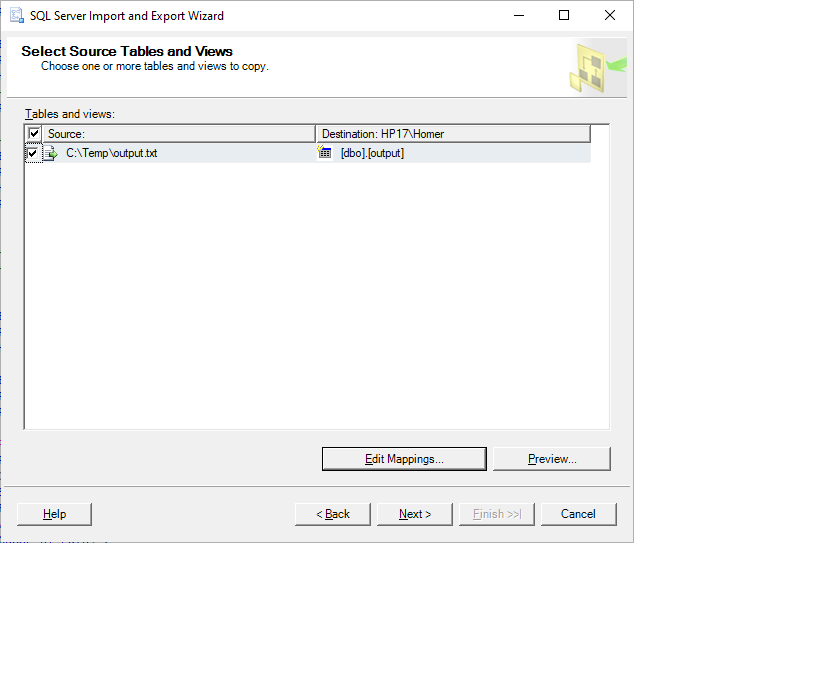 SQL Server Import and Export Wizard
Select Source Tables and Views
Choose one or more tables and views to copy.
Tables and views:
Source: Destination: HP17\Homer
C:\Temp\output.txt [dbo].[output]
Edit Mappings... Preview...
Help < Back Next > Finish >>| Cancel